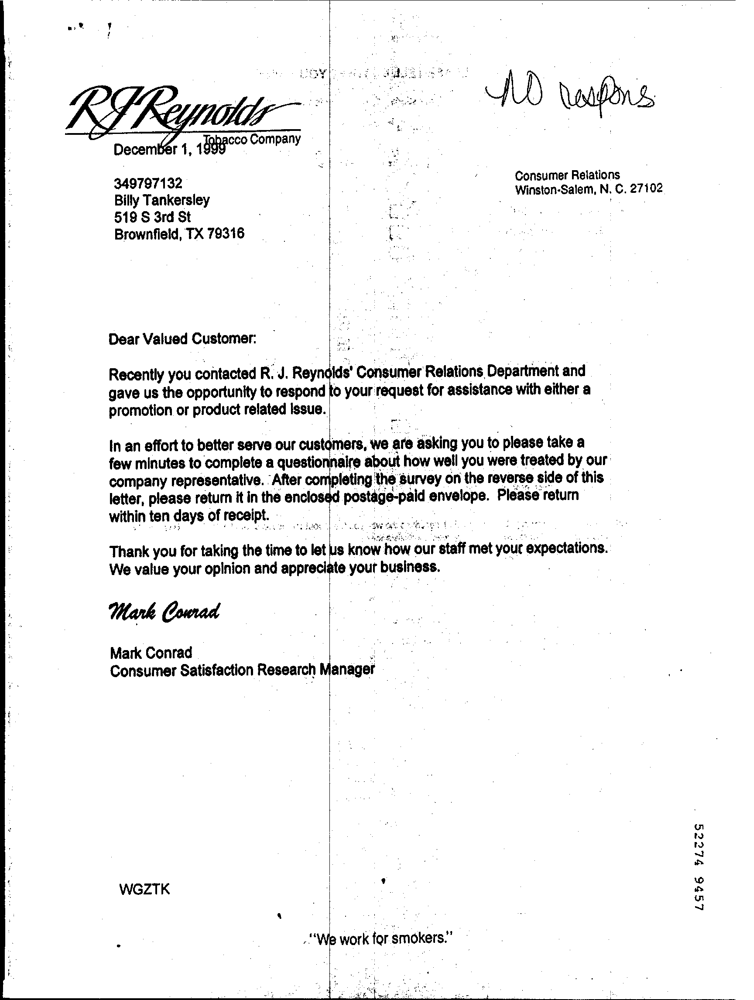 No respons
RJReynolds
Tobacco Company
December 1, 1999
Consumer Relations
Winston-Salem, N. C. 27102
349797132
Billy Tankersley
519 S 3rd St
Brownfield, TX 79316
Dear Valued Customer:
Recently you contacted R. J. Reynolds' Consumer Relations Department and
gave us the opportunity to respond to your request for assistance with either a
promotion or product related issue.
In an effort to better serve our customers, we are asking you to please take a
few minutes to complete a questionnaire about how well you were treated by our
company representative. After completing the survey on the reverse side of this
letter, please return it in the enclosed postage-paid envelope. Please return
within ten days of receipt.
Thank you for taking the time to let us know how our staff met your expectations.
We value your opinion and appreciate your business.
Mark Conrad
Mark Conrad
Consumer Satisfaction Research Manager
52274 9457
WGZTK
"We work for smokers."